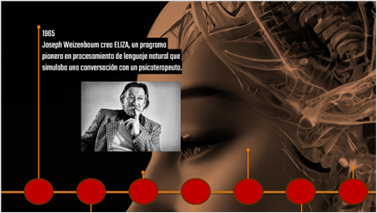 1965
Joseph Weizenbaum crea ELIZA, un programa
pionero en procesamiento de lenguaje natural que
simulaba una conversación con un psicoterapeuta.